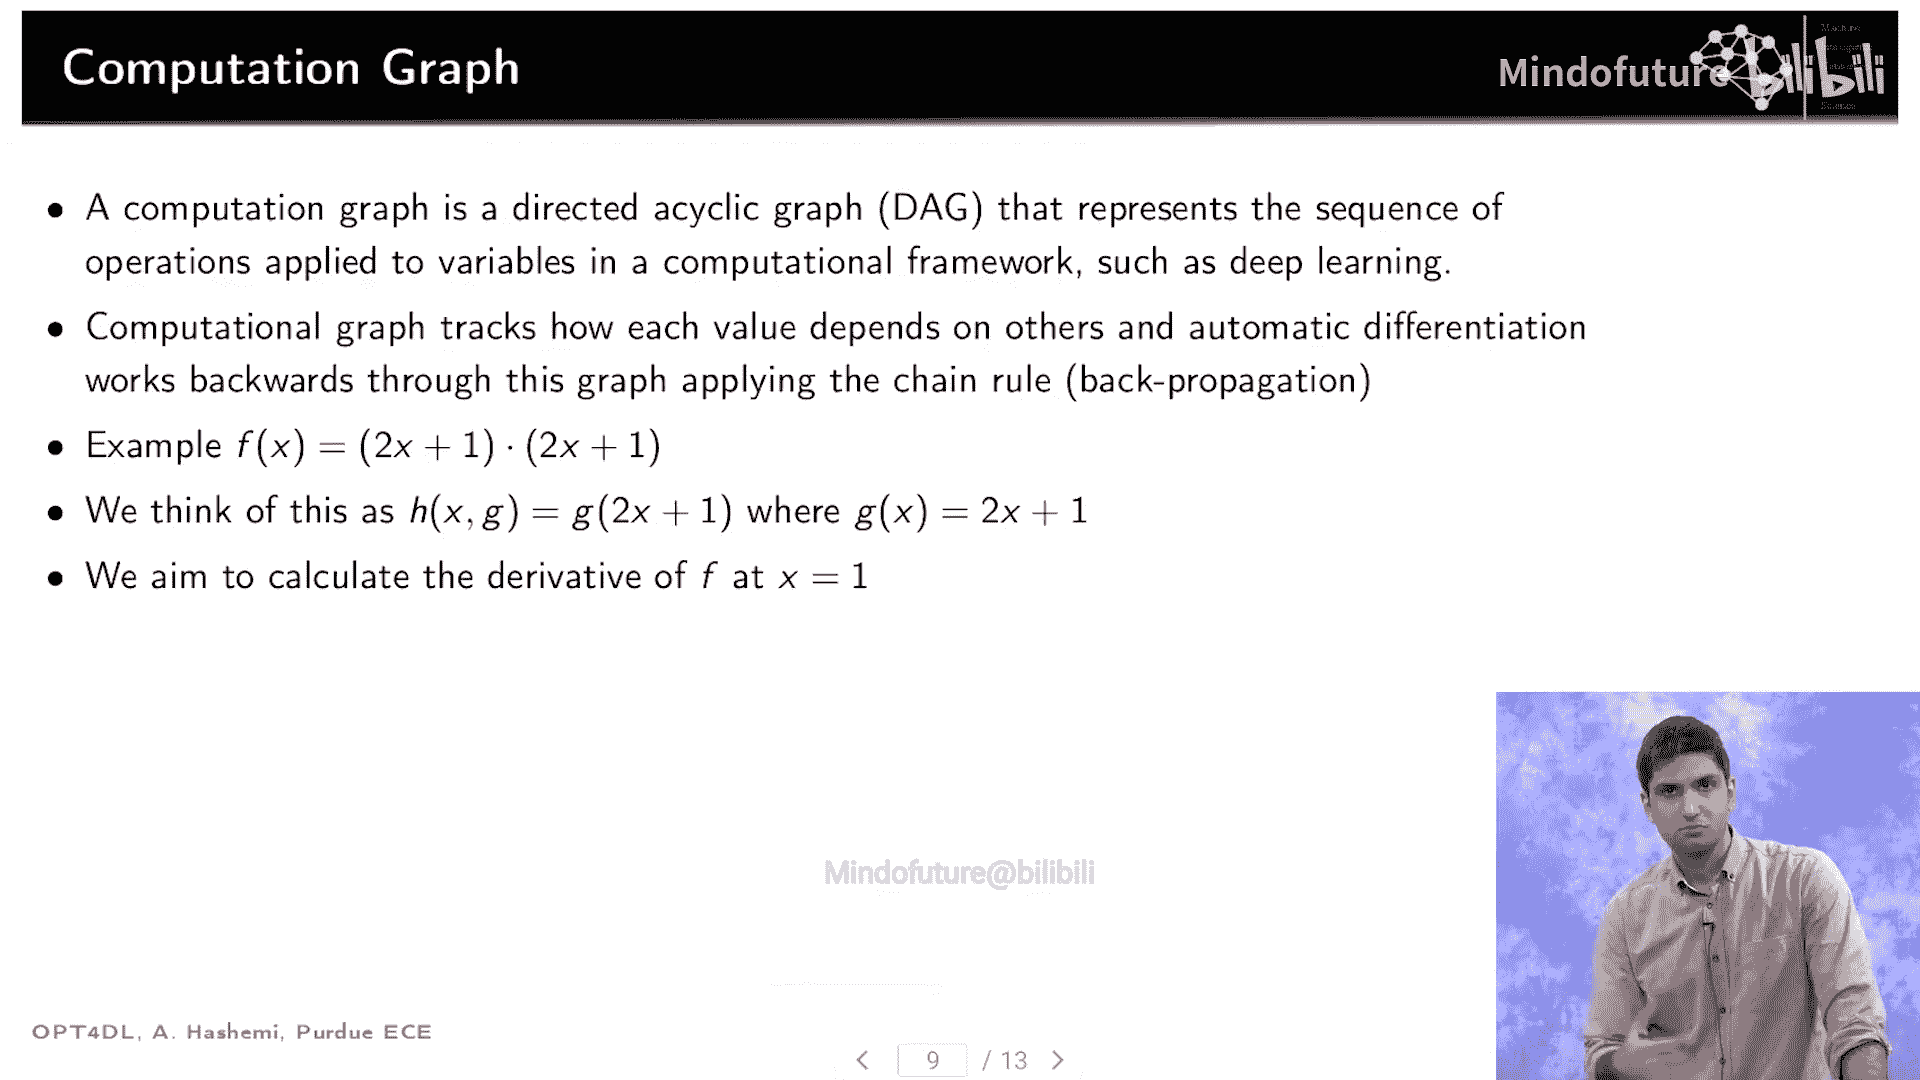 Computation Graph
Mindofuture
bilibili
• A computation graph is a directed acyclic graph (DAG) that represents the sequence of
operations applied to variables in a computational framework, such as deep learning.
• Computational graph tracks how each value depends on others and automatic differentiation
works backwards through this graph applying the chain rule (back-propagation)
• Example f(x) = (2x + 1) · (2x + 1)
• We think of this as h(x, g) = g(2x + 1) where g(x) = 2x + 1
• We aim to calculate the derivative of f at x = 1
Mindofuture@bilibili
OPT4DL, A. Hashemi, Purdue ECE
< 9 / 13 >